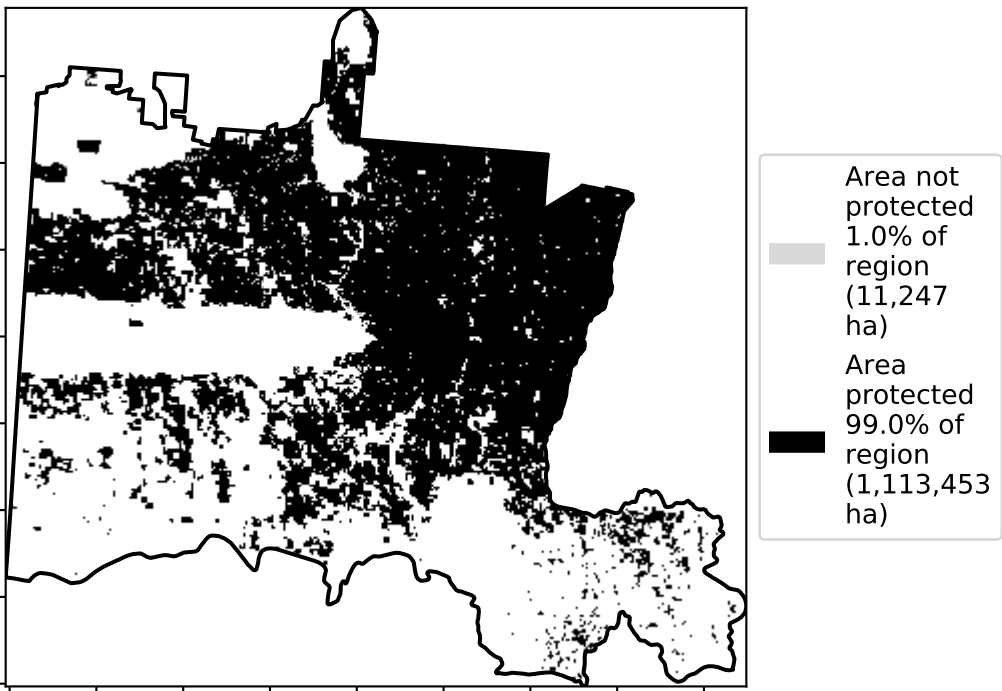 Area not
protected
1.0% of
region
(11,247
ha)
Area
protected
99.0% of
region
(1,113,453
ha)